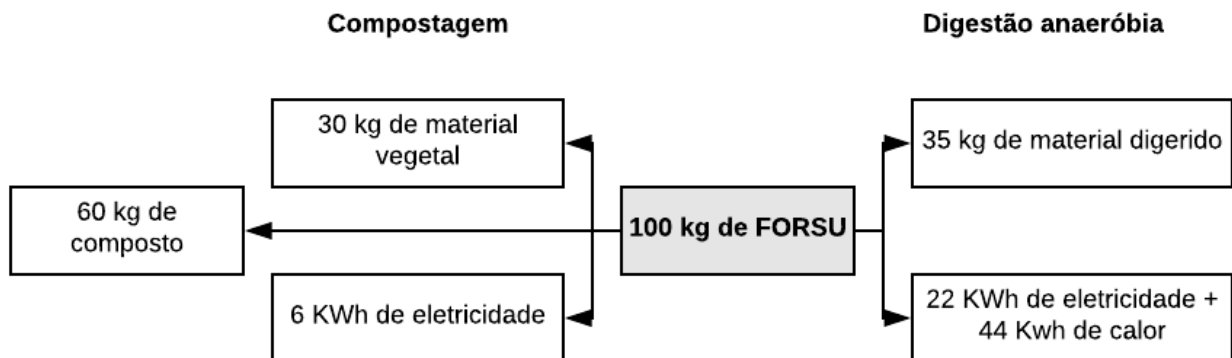 Compostagem
Digestão anaeróbia
30 kg de material
vegetal
35 kg de material digerido
60 kg de
composto
100 kg de FORSU
6 KWh de eletricidade
22 KWh de eletricidade +
44 Kwh de calor